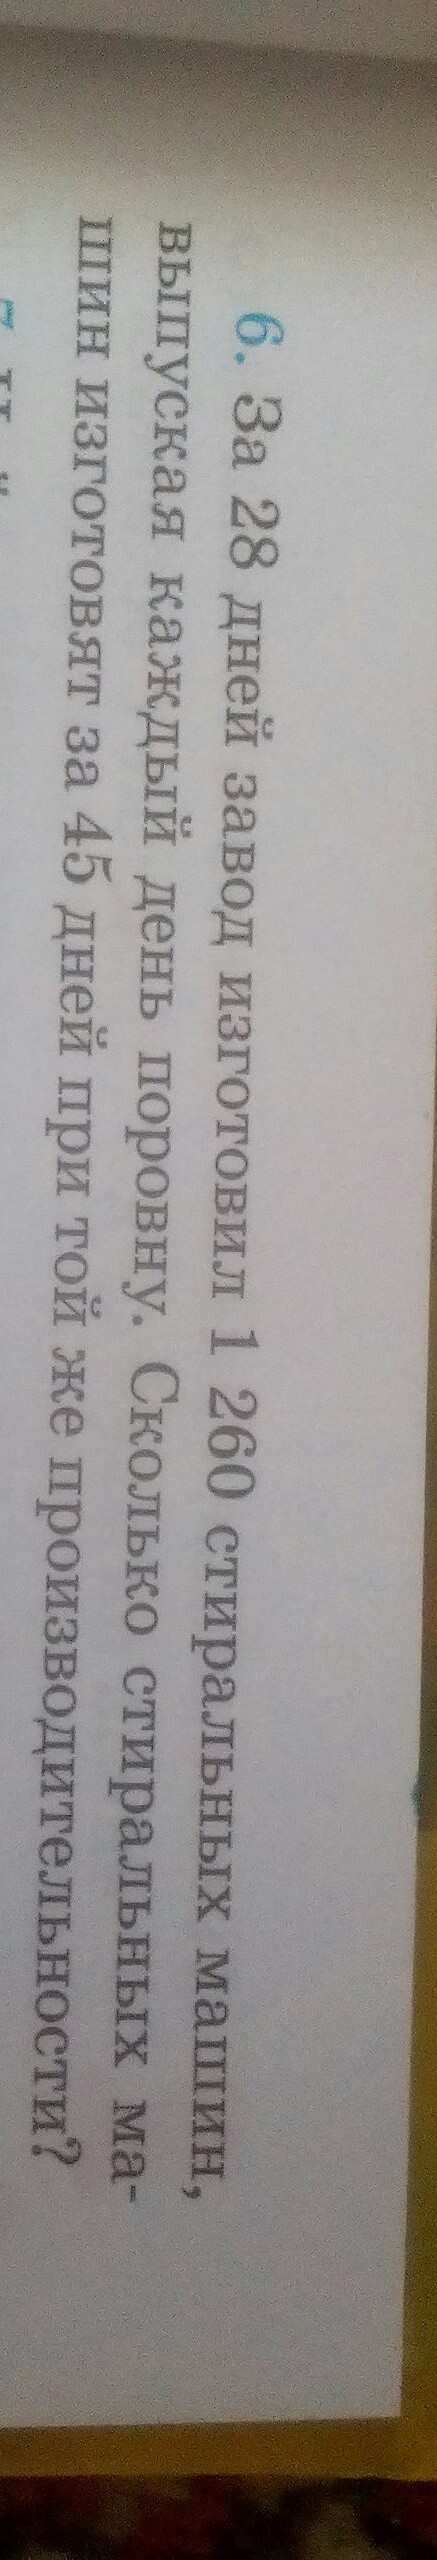 6. За 28 дней завод изготовил 1 260 стиральных машин,
выпуская каждый день поровну. Сколько стиральных ма-
шин изготовят за 45 дней при той же производительности?